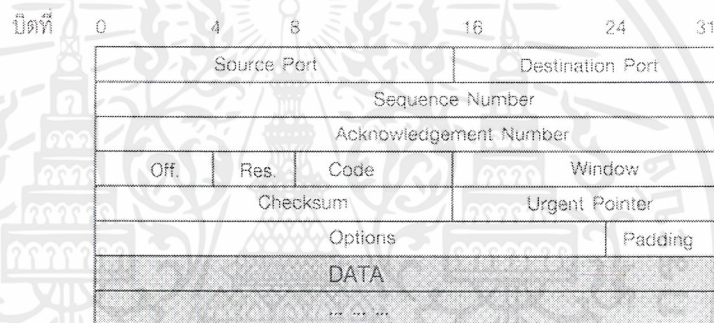 บิตที่ 0 4 8 16 24 31
Source Port Destination Port
Sequence Number
Acknowledgement Number
Off. Res. Code Window
Checksum Urgent Pointer
Options Padding
DATA
... ... ...